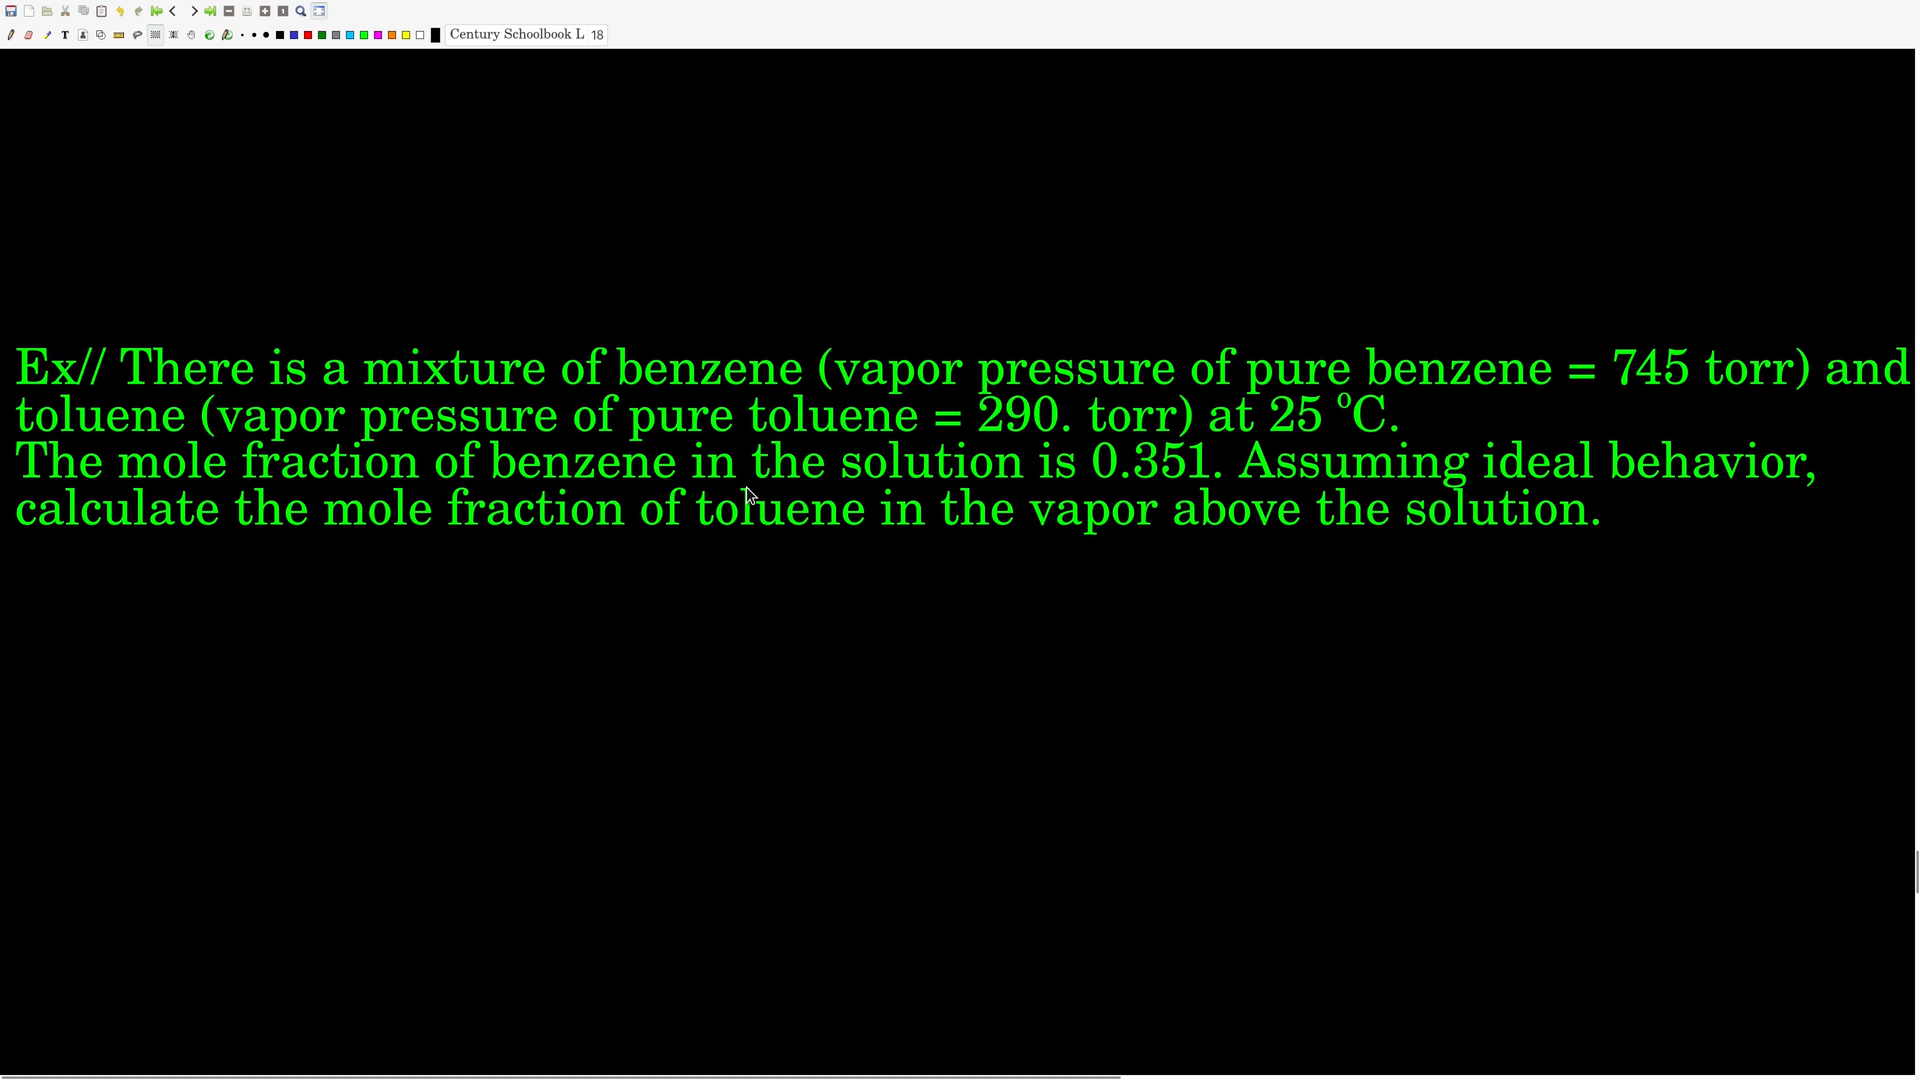 Century Schoolbook L 18
Ex// There is a mixture of benzene (vapor pressure of pure benzene = 745 torr) and
toluene (vapor pressure of pure toluene = 290. torr) at 25 ºC.
The mole fraction of benzene in the solution is 0.351. Assuming ideal behavior,
calculate the mole fraction of toluene in the vapor above the solution.